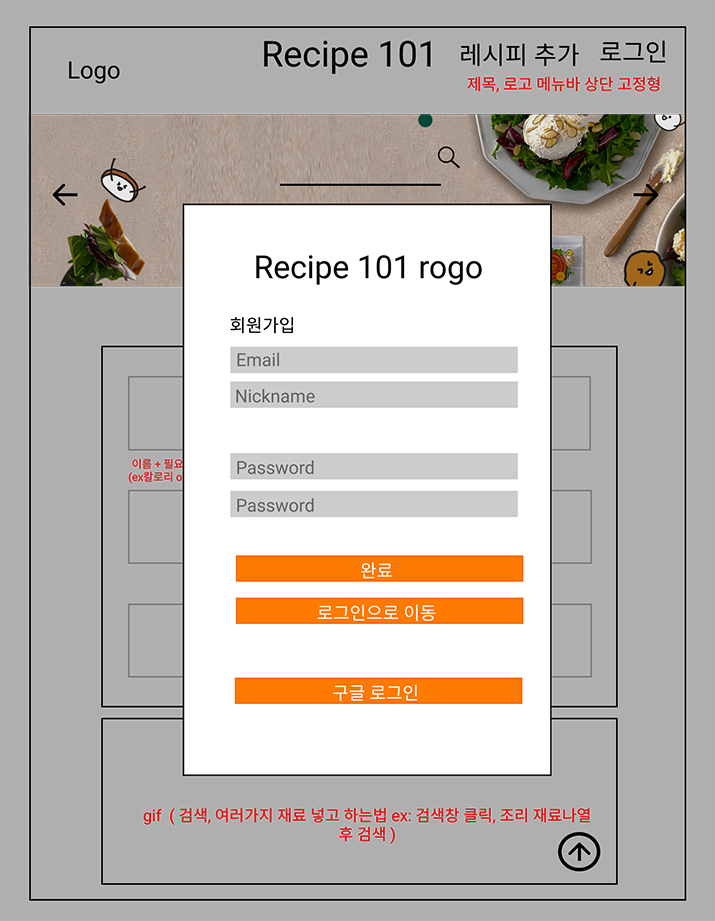 Logo
Recipe 101
레시피 추가
로그인
제목, 로고 메뉴바 상단 고정형
Recipe 101 rogo
회원가입
Email
Nickname
이름 + 필요
(ex칼로리 o
Password
Password
완료
로그인으로 이동
구글 로그인
gif ( 검색, 여러가지 재료 넣고 하는법 ex: 검색창 클릭, 조리 재료나열
후 검색 )